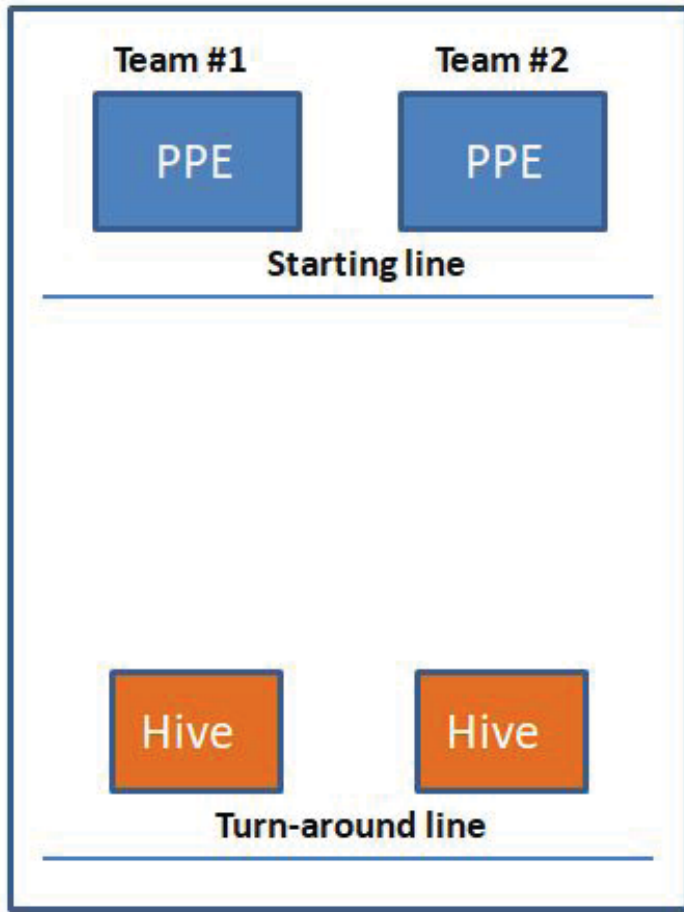 Team #1 Team #2
PPE PPE
Starting line
Hive Hive
Turn-around line